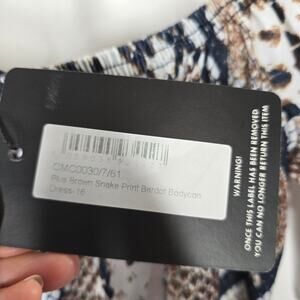 CMC0030/7/61
Plus Brown Snake Print Bardot Bodycon
Dress-16
WARNING!
ONCE THIS LABEL HAS BEEN REMOVED
YOU CAN NO LONGER RETURN THIS ITEM